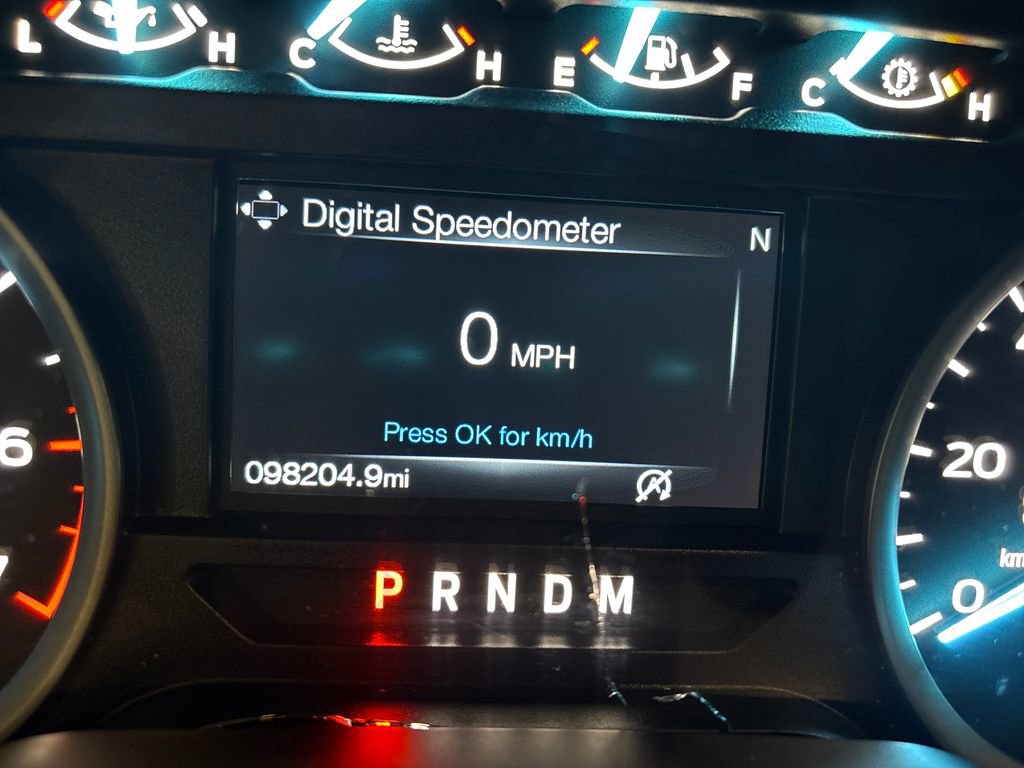 L H C H E F C H
Digital Speedometer N
0 MPH
Press OK for km/h
098204.9mi
P R N D M
6
20
0